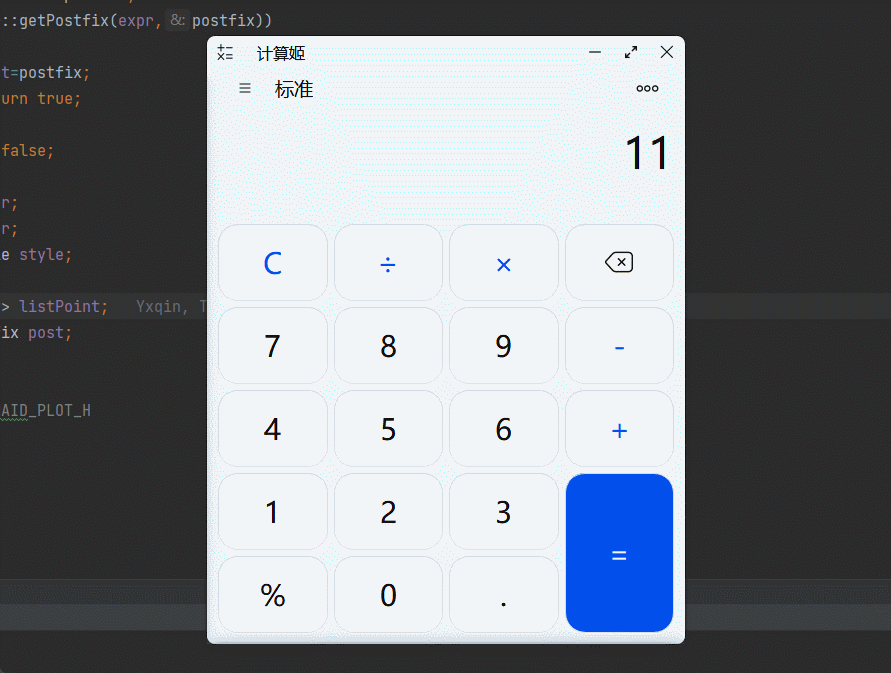 ::getPostfix(expr, &: postfix))
t=postfix;
urn true;
false;
r;
r;
e style;
> listPoint; Yxqin, T
ix post;
AID_PLOT_H
计算姬
标准
11
C ÷ ×
7 8 9 -
4 5 6 +
1 2 3
=
% 0 .